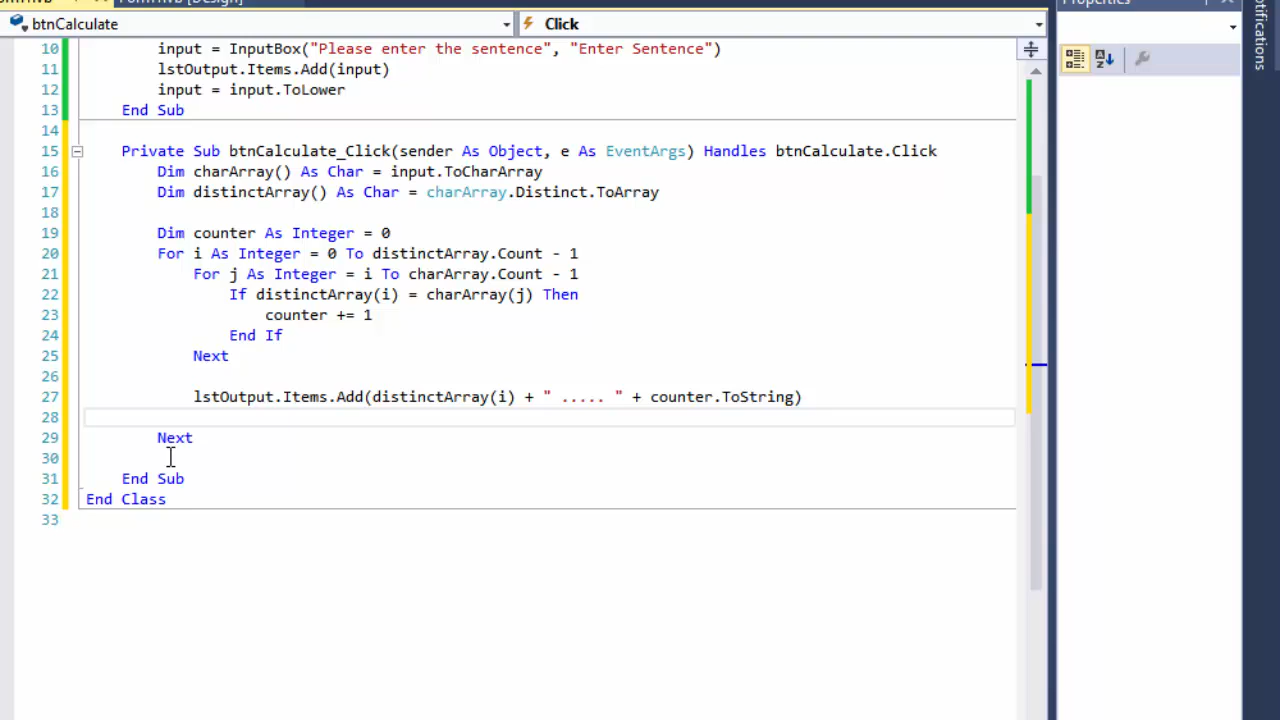 btnCalculate Click
Properties
Notifications
10 input = InputBox("Please enter the sentence", "Enter Sentence")
11 lstOutput.Items.Add(input)
12 input = input.ToLower
13 End Sub
14
15 Private Sub btnCalculate_Click(sender As Object, e As EventArgs) Handles btnCalculate.Click
16 Dim charArray() As Char = input.ToCharArray
17 Dim distinctArray() As Char = charArray.Distinct.ToArray
18
19 Dim counter As Integer = 0
20 For i As Integer = 0 To distinctArray.Count - 1
21 For j As Integer = i To charArray.Count - 1
22 If distinctArray(i) = charArray(j) Then
23 counter += 1
24 End If
25 Next
26
27 lstOutput.Items.Add(distinctArray(i) + " ..... " + counter.ToString)
28
29 Next
30
31 End Sub
32 End Class
33